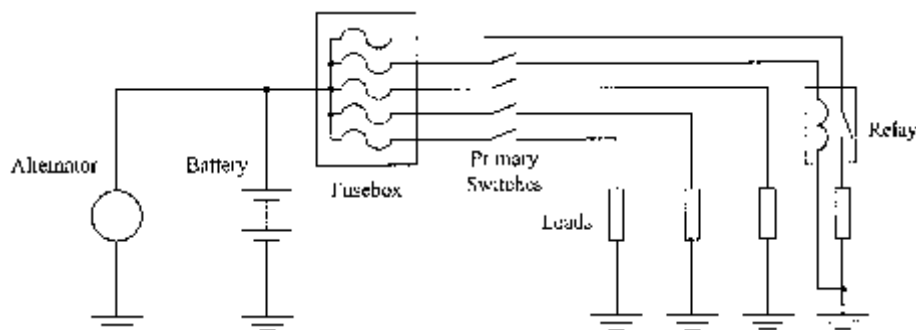 Alternator
Battery
Fusebox
Primary
Switches
Loads
Relay